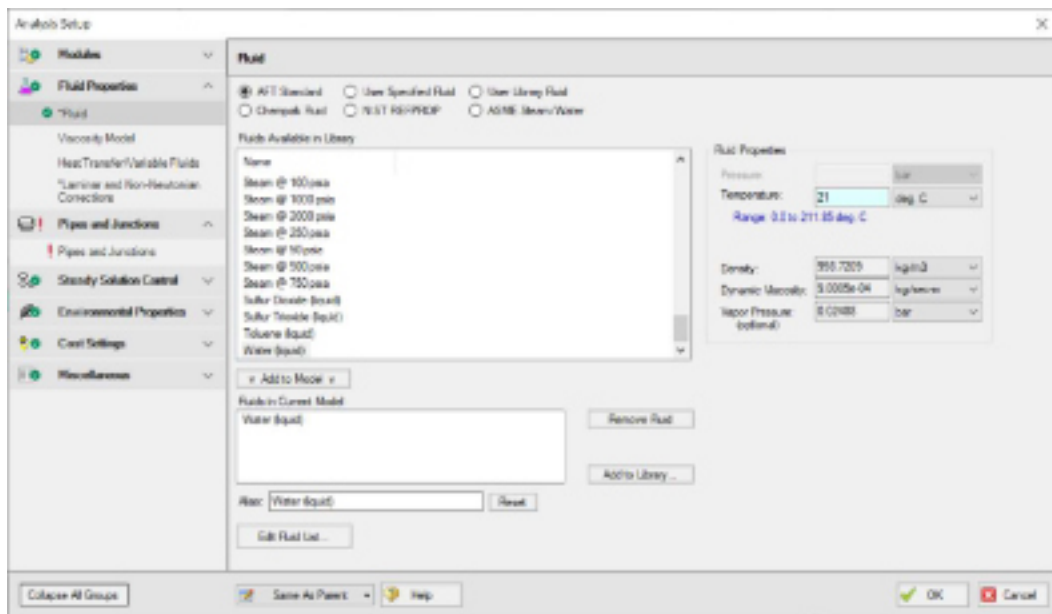 Analysis Setup
Modules
Fluid Properties
*Fluid
Viscosity Model
Heat Transfer/Variable Fluids
*Laminar and Non-Newtonian
Corrections
Pipes and Junctions
Pipes and Junctions
Steady Solution Control
Environmental Properties
Cost Settings
Miscellaneous
Collapse All Groups
Fluid
AFT Standard
User Specified Fluid
User Library Fluid
Chempak Fluid
NIST REFPROP
ASME Steam/Water
Fluids Available in Library
Name
Steam @ 100 psia
Steam @ 1000 psia
Steam @ 2000 psia
Steam @ 250 psia
Steam @ 50 psia
Steam @ 500 psia
Steam @ 750 psia
Sulfur Dioxide (liquid)
Sulfur Trioxide (liquid)
Toluene (liquid)
Water (liquid)
Add to Model
Fluids in Current Model
Water (liquid)
Remove Fluid
Add to Library...
Alias: Water (liquid)
Reset
Edit Fluid List...
Fluid Properties
Pressure: bar
Temperature: 21 deg. C
Range: to 211.85 deg. C
Density: kg/m3
Dynamic Viscosity:
Vapor Pressure: bar
(optional)
Same As Parent
Help
OK
Cancel